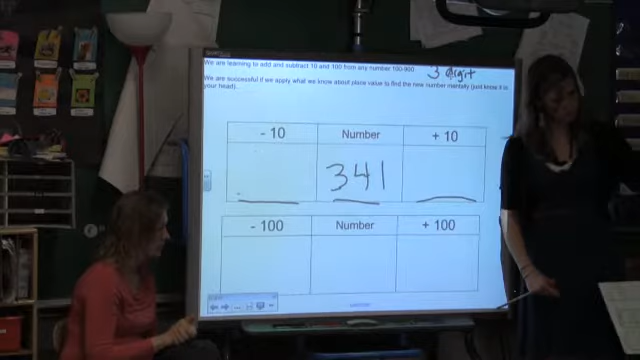 We are learning to add and subtract 10 and 100 from any number 100-900.
3 digit
We are successful if we apply what we know about place value to find the new number mentally (just know it in
your head).
- 10 Number + 10
341
- 100 Number + 100